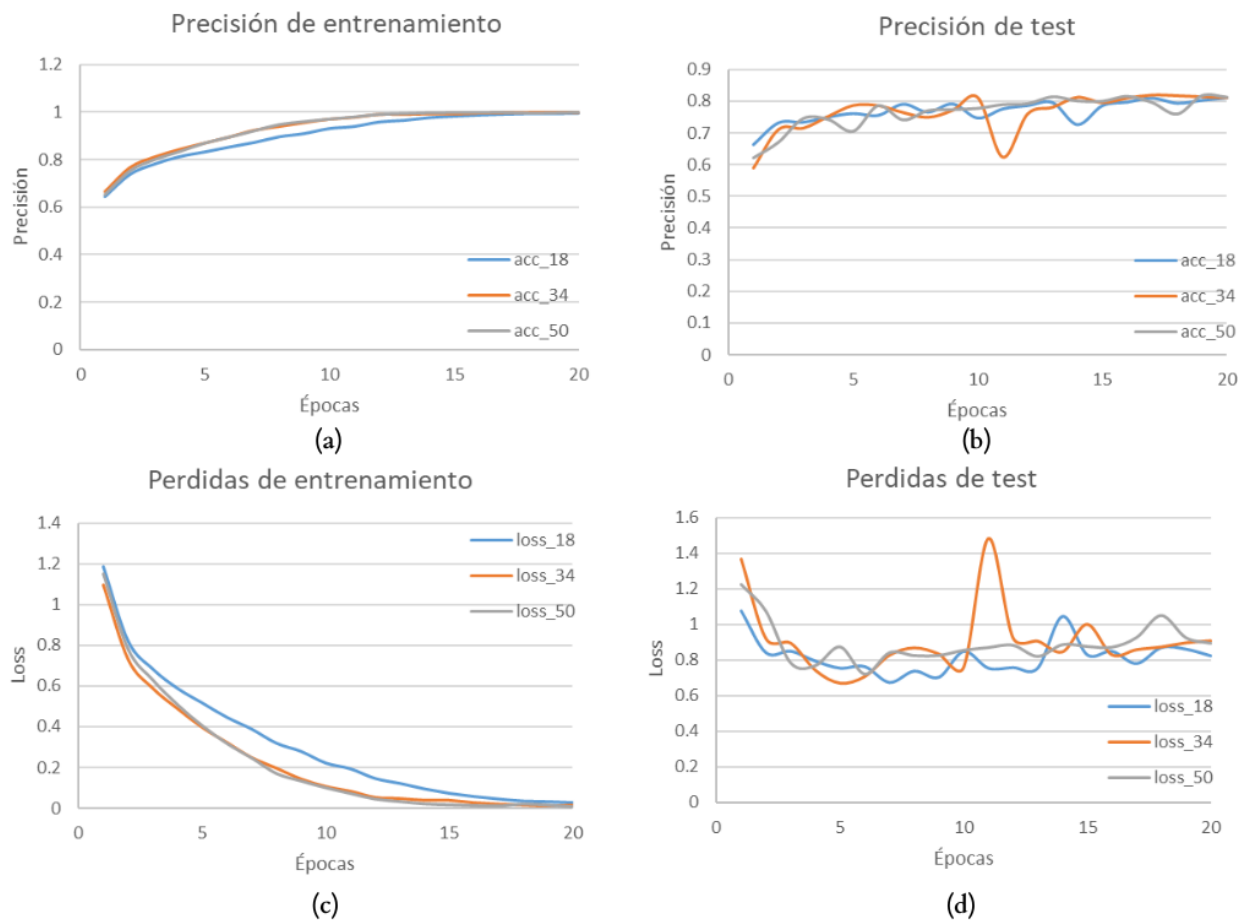 Precisión de entrenamiento
1.2
1
0.8
0.6
0.4
0.2
0
Precisión
acc_18
acc_34
acc_50
0 5 10 15 20
Épocas
(a)
Precisión de test
0.9
0.8
0.7
0.6
0.5
0.4
0.3
0.2
0.1
0
Precisión
acc_18
acc_34
acc_50
0 5 10 15 20
Épocas
(b)
Perdidas de entrenamiento
1.4
1.2
1
0.8
0.6
0.4
0.2
0
Loss
loss_18
loss_34
loss_50
0 5 10 15 20
Épocas
(c)
Perdidas de test
1.6
1.4
1.2
1
0.8
0.6
0.4
0.2
0
Loss
loss_18
loss_34
loss_50
0 5 10 15 20
Épocas
(d)